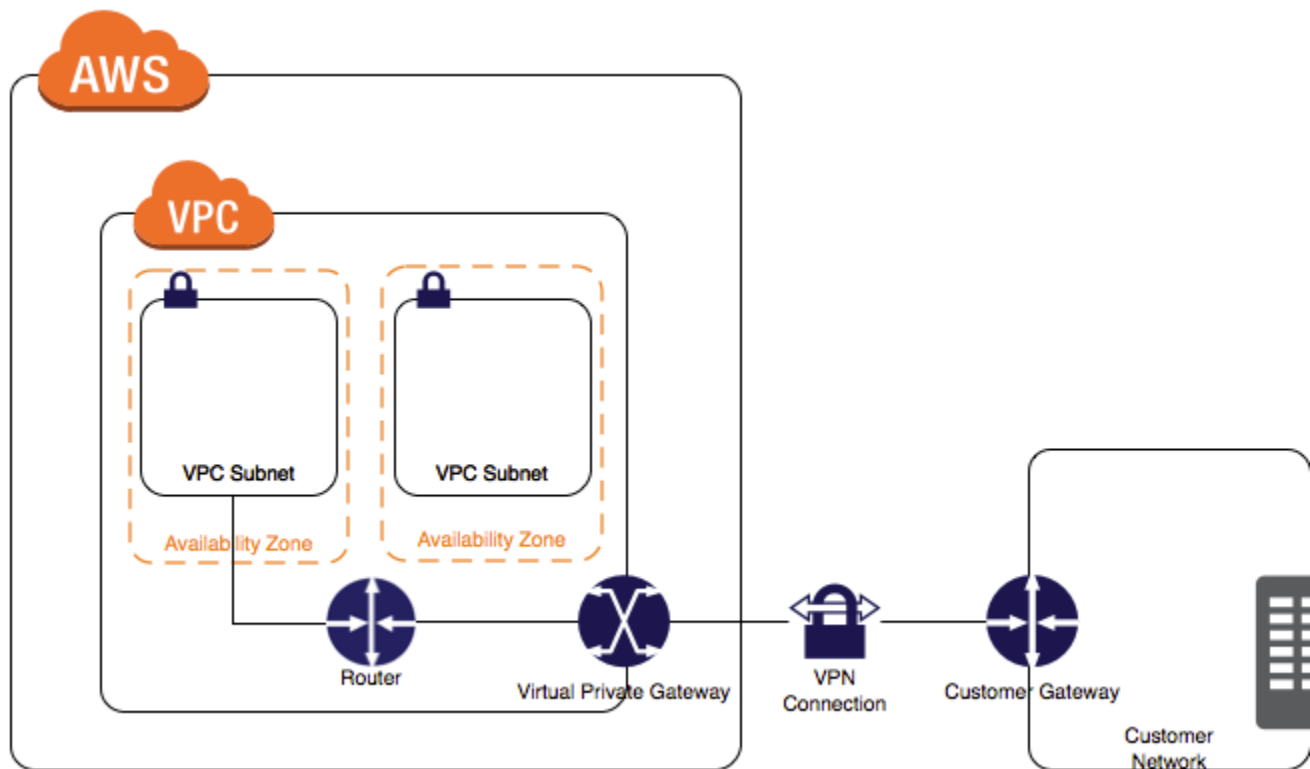 AWS
VPC
VPC Subnet
VPC Subnet
Availability Zone
Availability Zone
Router
Virtual Private Gateway
VPN
Connection
Customer Gateway
Customer
Network